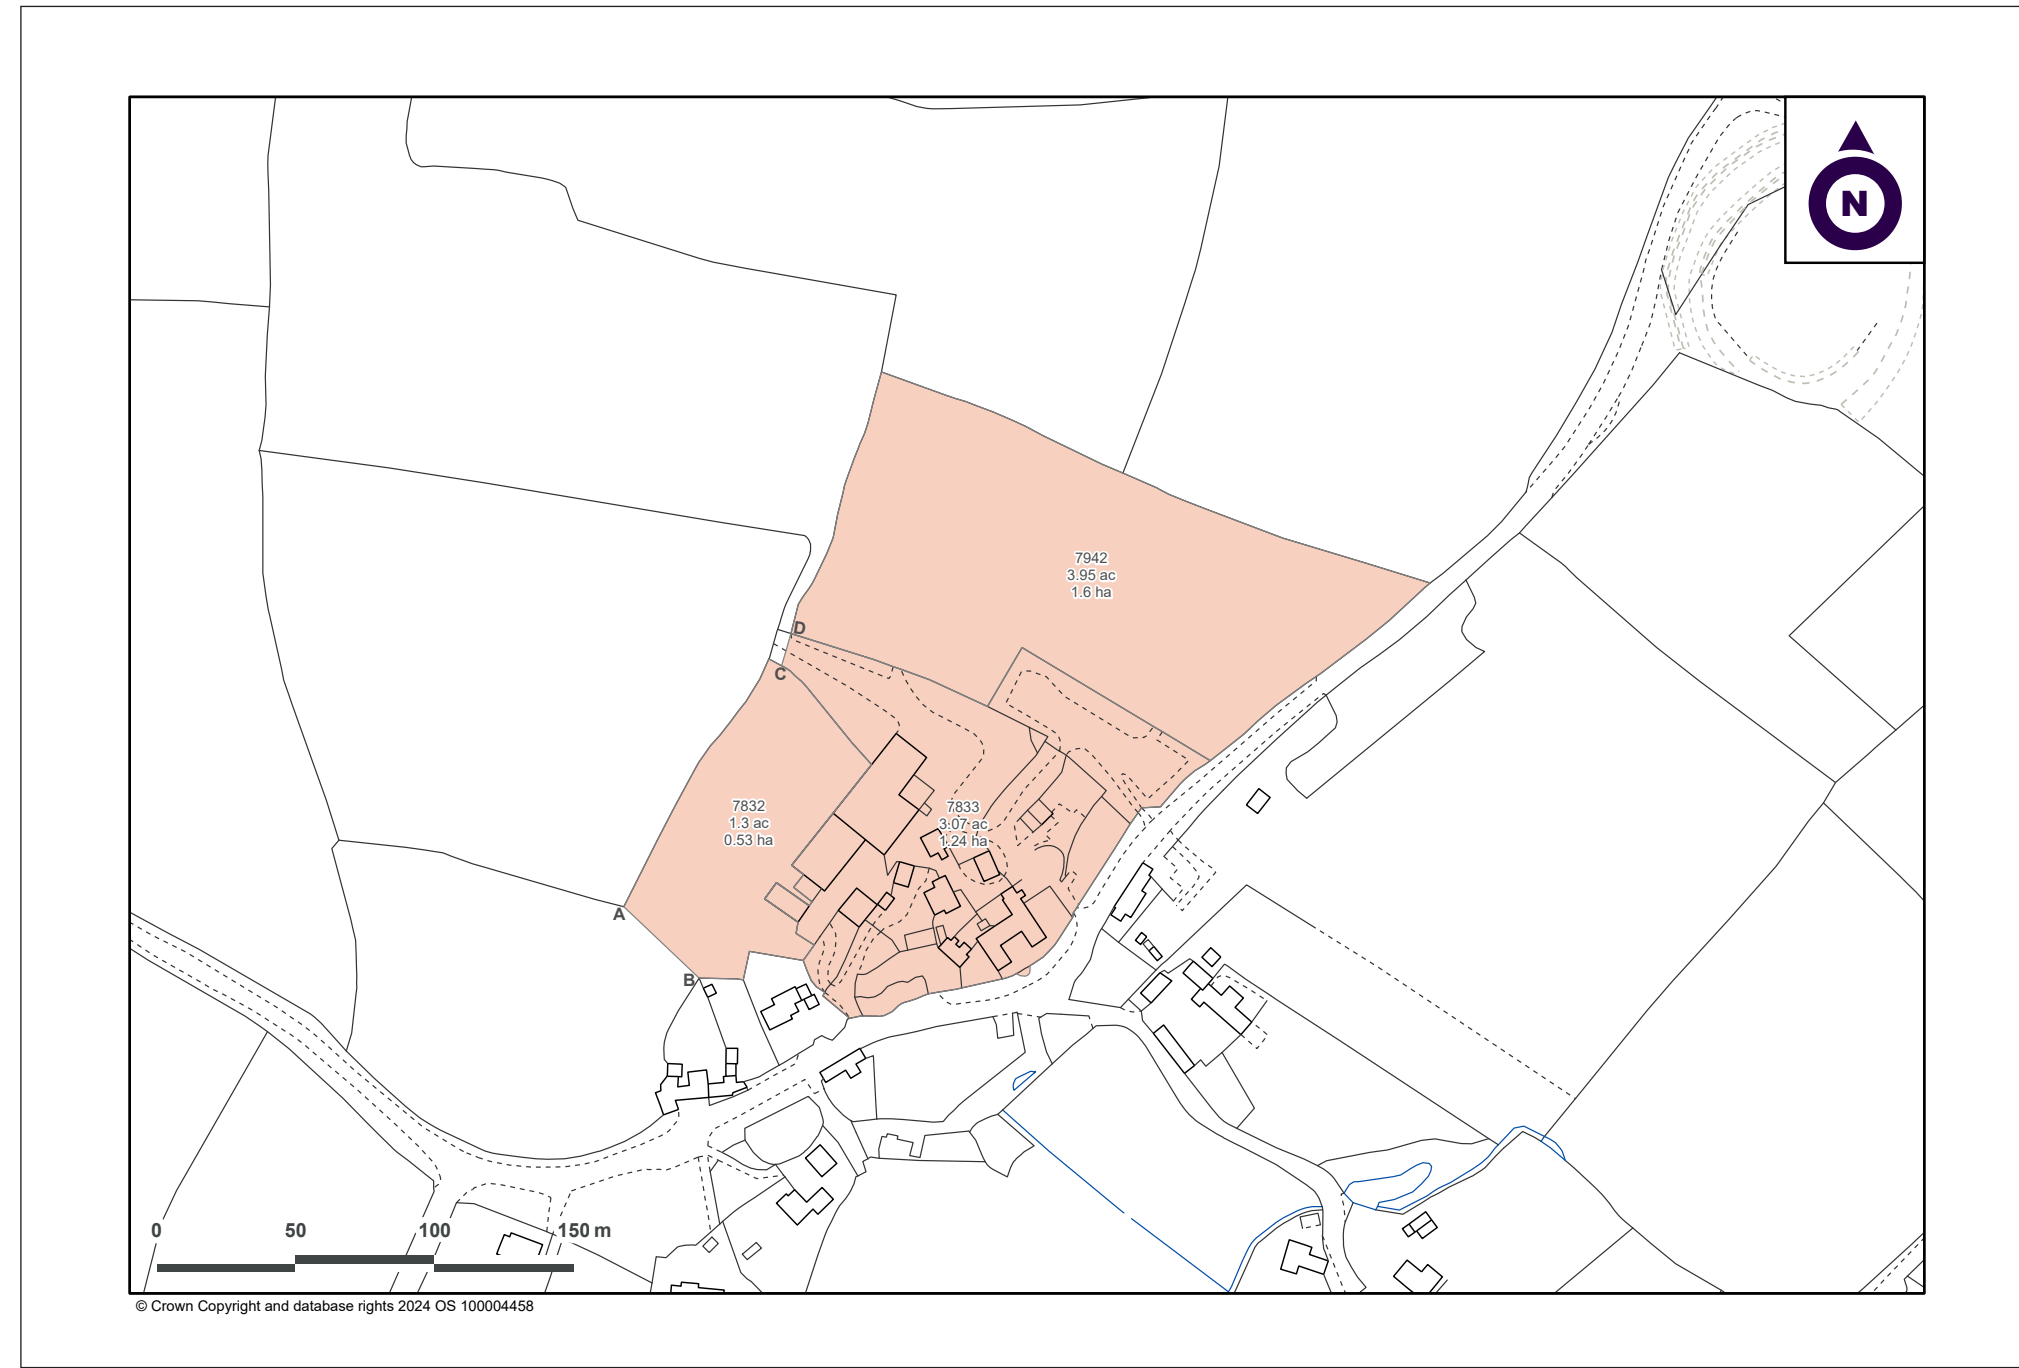 N
7942
3.95 ac
1.6 ha
D
C
7832
1.3 ac
0.53 ha
7833
3.07 ac
1.24 ha
A
B
0 50 100 150 m
© Crown Copyright and database rights 2024 OS 100004458